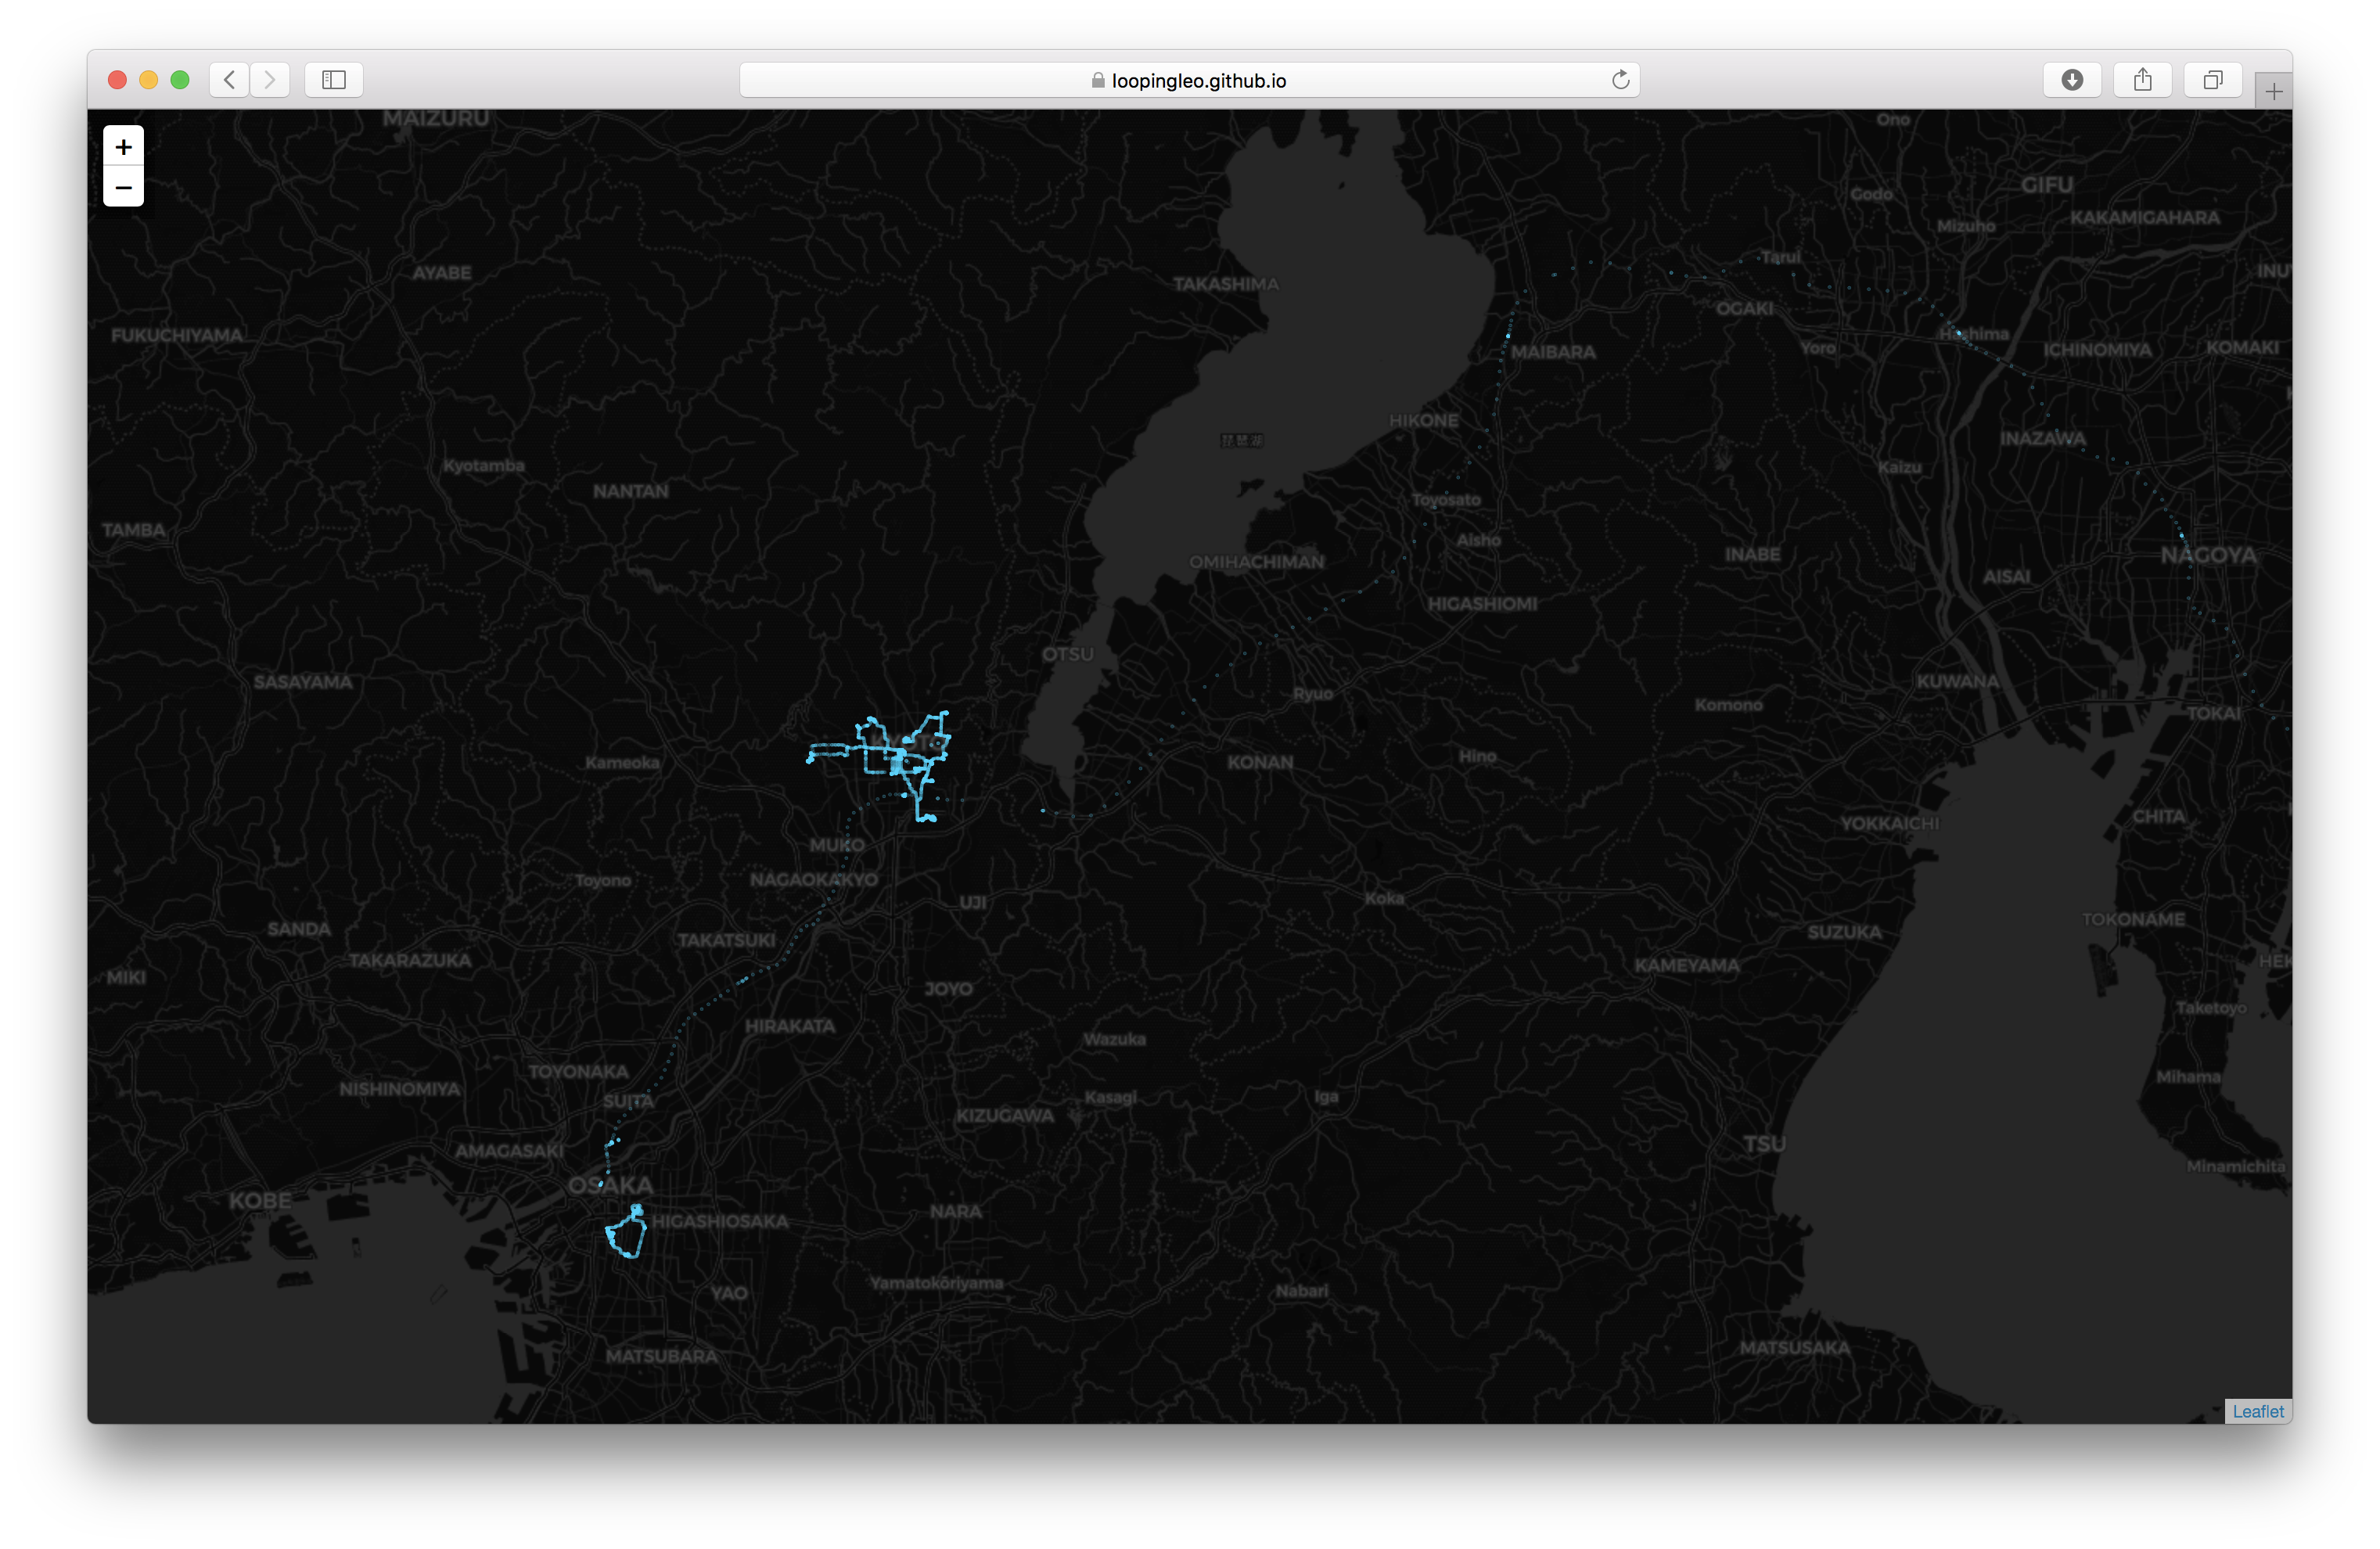 loopingleo.github.io
+
−
MAIZURU
Ono
GIFU
Godo
KAKAMIGAHARA
Mizuho
Tarui
AYABE
TAKASHIMA
OGAKI
FUKUCHIYAMA
Hashima
MAIBARA
Yoro
ICHINOMIYA
KOMAKI
HIKONE
INAZAWA
Kyotamba
Kaizu
NANTAN
Toyosato
TAMBA
Aisho
INABE
NAGOYA
OMIHACHIMAN
AISAI
HIGASHIOMI
OTSU
SASAYAMA
KUWANA
Ryuo
Komono
TOKAI
KYOTO
Kameoka
KONAN
Hino
CHITA
YOKKAICHI
MUKO
NAGAOKAKYO
Toyono
Koka
UJI
TOKONAME
SANDA
SUZUKA
TAKATSUKI
TAKARAZUKA
KAMEYAMA
MIKI
JOYO
Taketoyo
HIRAKATA
Wazuka
TOYONAKA
Mihama
NISHINOMIYA
SUITA
Kasagi
Iga
KIZUGAWA
TSU
AMAGASAKI
Minamichita
OSAKA
KOBE
NARA
HIGASHIOSAKA
Yamatokōriyama
Nabari
YAO
MATSUSAKA
MATSUBARA
Leaflet